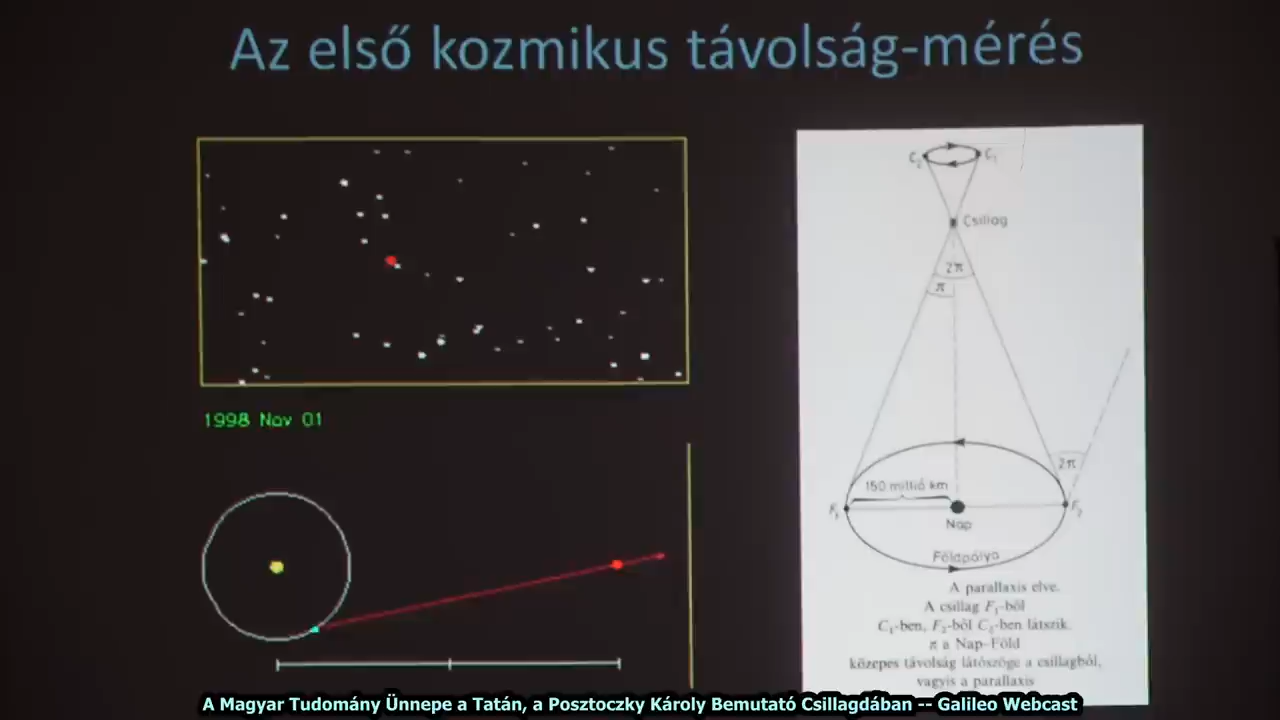 Az első kozmikus távolság-mérés
C₂ C₁
Csillag
2π
π
2π
150 millió km
F₁ F₂
Nap
Földpálya
1998 Nov 01
A parallaxis elve.
A csillag F₁-ből
C₁-ben, F₂-ből C₂-ben látszik.
π a Nap–Föld
közepes távolság látószöge a csillagból,
vagyis a parallaxis
A Magyar Tudomány Ünnepe a Tatán, a Posztoczky Károly Bemutató Csillagdában -- Galileo Webcast